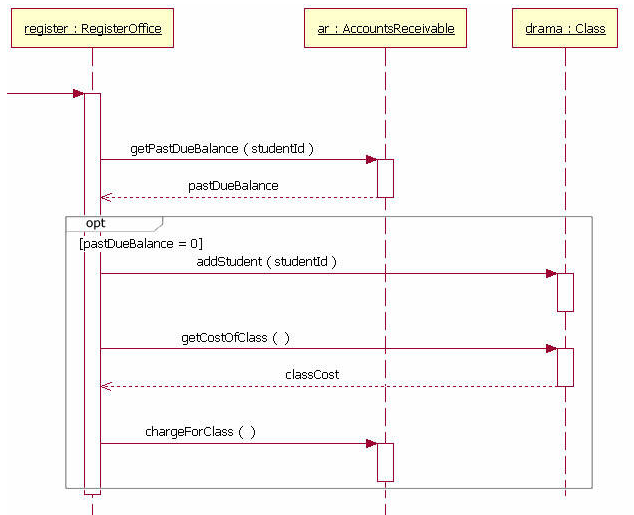 register : RegisterOffice
ar : AccountsReceivable
drama : Class
getPastDueBalance ( studentId )
pastDueBalance
opt
[pastDueBalance = 0]
addStudent ( studentId )
getCostOfClass (  )
classCost
chargeForClass (  )